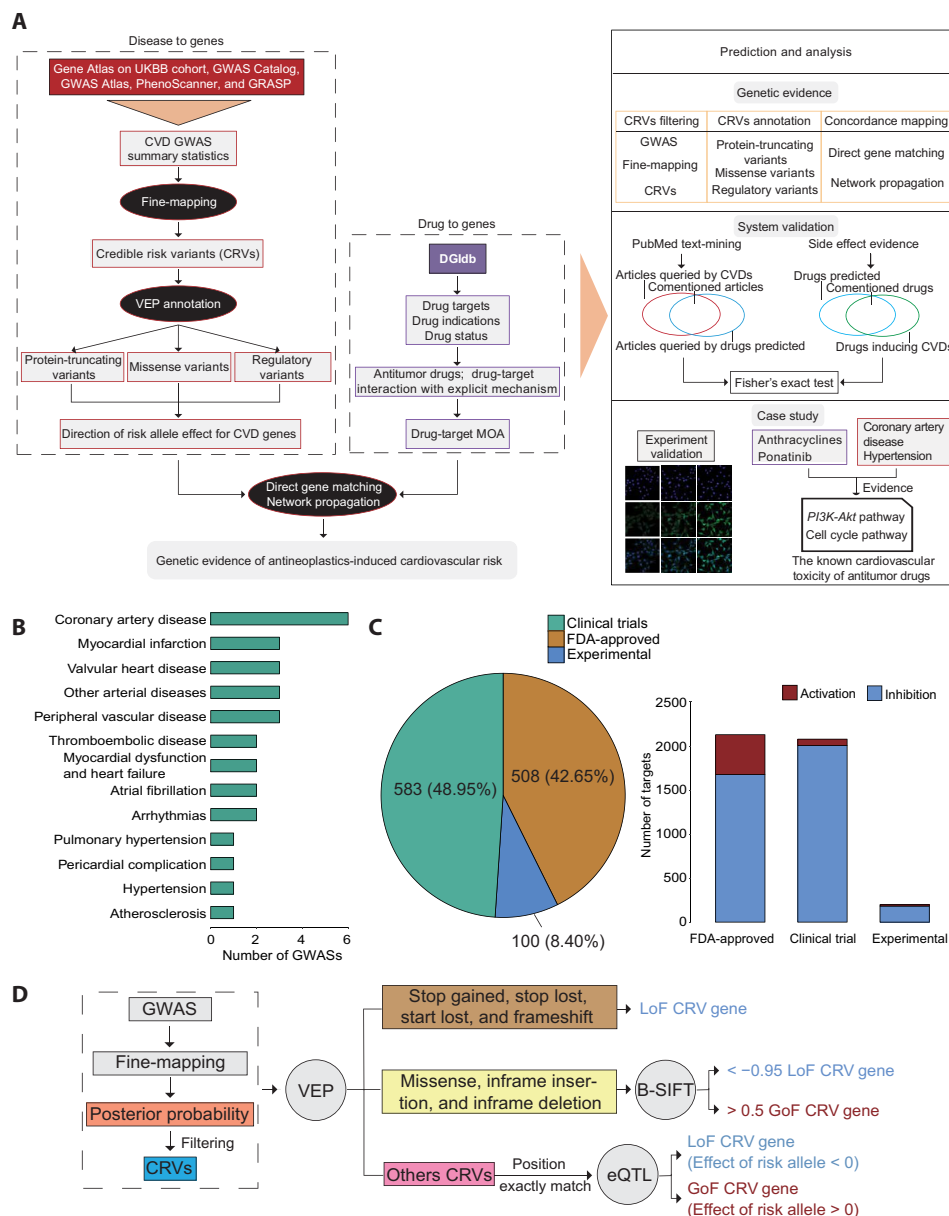 A
Disease to genes
Gene Atlas on UKBB cohort, GWAS Catalog,
GWAS Atlas, PhenoScanner, and GRASP
CVD GWAS
summary statistics
Fine-mapping
Credible risk variants (CRVs)
VEP annotation
Protein-truncating
variants
Missense variants
Regulatory
variants
Direction of risk allele effect for CVD genes
Drug to genes
DGIdb
Drug targets
Drug indications
Drug status
Antitumor drugs; drug-target
interaction with explicit mechanism
Drug-target MOA
Direct gene matching
Network propagation
Genetic evidence of antineoplastics-induced cardiovascular risk
Prediction and analysis
Genetic evidence
CRVs filtering
CRVs annotation
Concordance mapping
GWAS
Fine-mapping
CRVs
Protein-truncating
variants
Missense variants
Regulatory variants
Direct gene matching
Network propagation
System validation
PubMed text-mining
Side effect evidence
Articles queried by CVDs
Comentioned articles
Articles queried by drugs predicted
Drugs predicted
Comentioned drugs
Drugs inducing CVDs
Fisher's exact test
Case study
Experiment
validation
Anthracyclines
Ponatinib
Coronary artery
disease
Hypertension
Evidence
PI3K-Akt pathway
Cell cycle pathway
The known cardiovascular
toxicity of antitumor drugs
B
Coronary artery disease
Myocardial infarction
Valvular heart disease
Other arterial diseases
Peripheral vascular disease
Thromboembolic disease
Myocardial dysfunction
and heart failure
Atrial fibrillation
Arrhythmias
Pulmonary hypertension
Pericardial complication
Hypertension
Atherosclerosis
0 2 4 6
Number of GWASs
C
Clinical trials
FDA-approved
Experimental
583 (48.95%)
508 (42.65%)
100 (8.40%)
Activation
Inhibition
Number of targets
2500
2000
1500
1000
500
0
FDA-approved
Clinical trial
Experimental
D
GWAS
Fine-mapping
Posterior probability
Filtering
CRVs
VEP
Stop gained, stop lost,
start lost, and frameshift
LoF CRV gene
Missense, inframe inser-
tion, and inframe deletion
B-SIFT
< −0.95 LoF CRV gene
> 0.5 GoF CRV gene
Others CRVs
Position
exactly match
eQTL
LoF CRV gene
(Effect of risk allele < 0)
GoF CRV gene
(Effect of risk allele > 0)